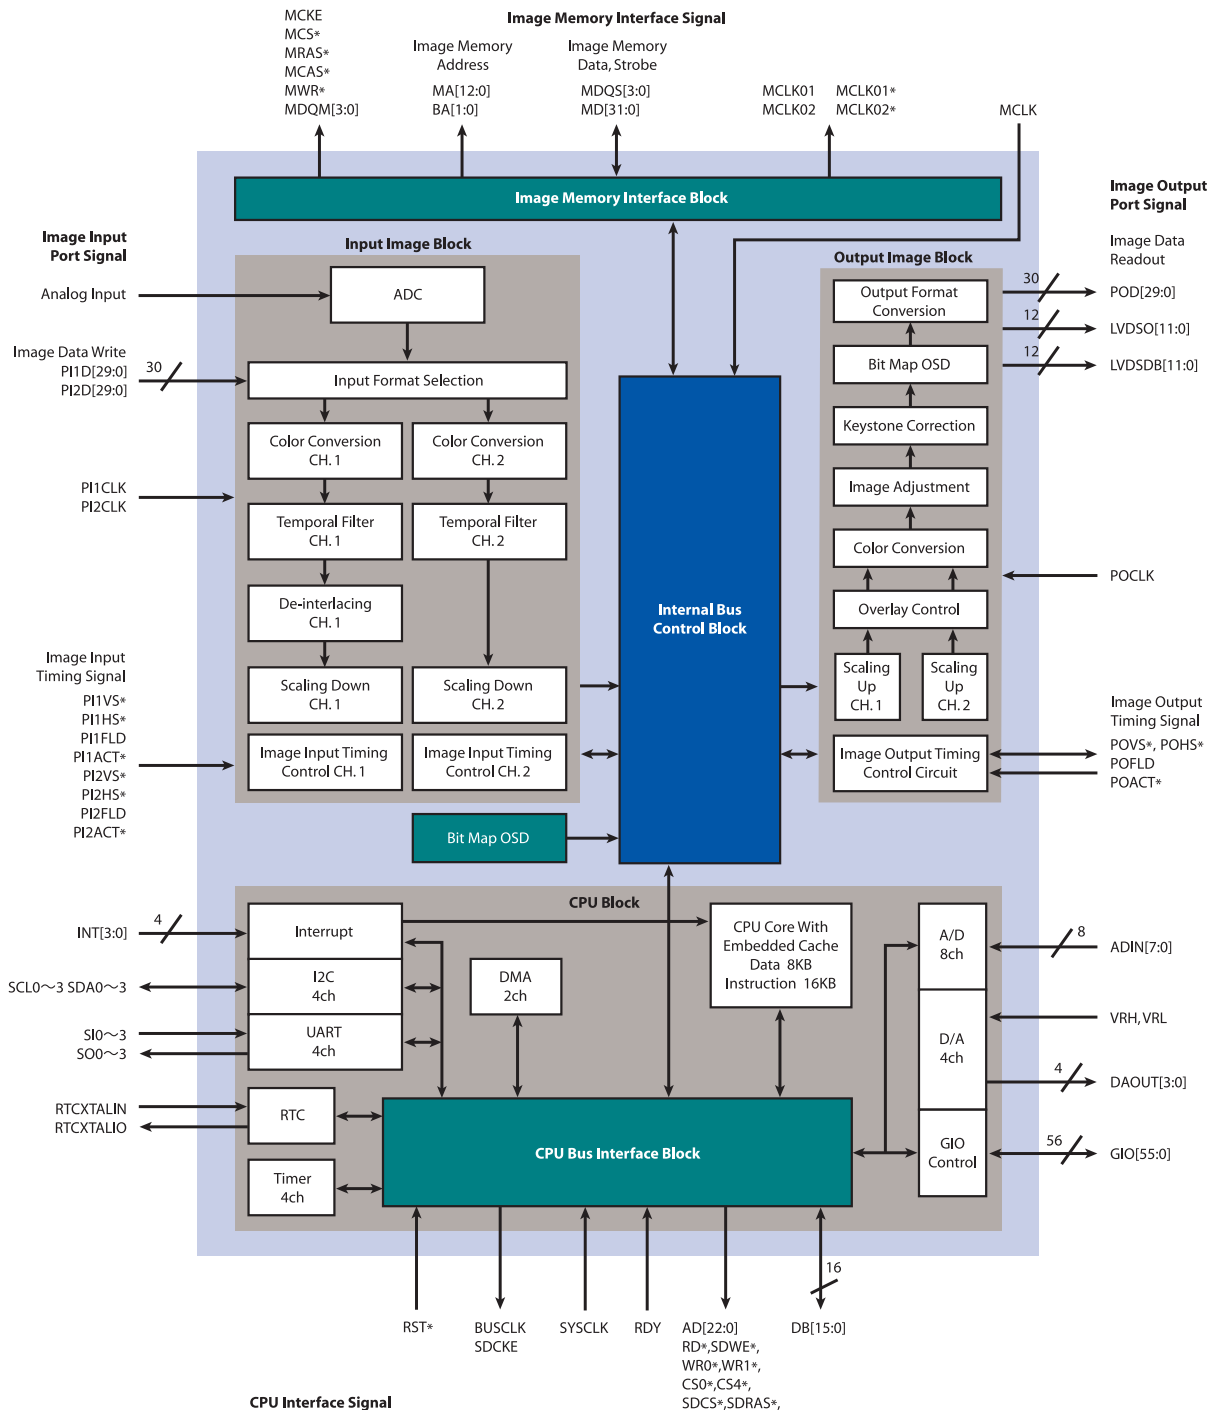 Image Memory Interface Signal
MCKE
MCS*
MRAS*
MCAS*
MWR*
MDQM[3:0]
Image Memory
Address
MA[12:0]
BA[1:0]
Image Memory
Data, Strobe
MDQS[3:0]
MD[31:0]
MCLK01 MCLK01*
MCLK02 MCLK02*
MCLK
Image Memory Interface Block
Image Input
Port Signal
Analog Input
Image Data Write
PI1D[29:0]
PI2D[29:0]
30
PI1CLK
PI2CLK
Image Input
Timing Signal
PI1VS*
PI1HS*
PI1FLD
PI1ACT*
PI2VS*
PI2HS*
PI2FLD
PI2ACT*
Input Image Block
ADC
Input Format Selection
Color Conversion
CH. 1
Color Conversion
CH. 2
Temporal Filter
CH. 1
Temporal Filter
CH. 2
De-interlacing
CH. 1
Scaling Down
CH. 1
Scaling Down
CH. 2
Image Input Timing
Control CH. 1
Image Input Timing
Control CH. 2
Bit Map OSD
Internal Bus
Control Block
Output Image Block
Output Format
Conversion
Bit Map OSD
Keystone Correction
Image Adjustment
Color Conversion
Overlay Control
Scaling
Up
CH. 1
Scaling
Up
CH. 2
Image Output Timing
Control Circuit
Image Output
Port Signal
Image Data
Readout
30
POD[29:0]
12
LVDSO[11:0]
12
LVDSDB[11:0]
POCLK
Image Output
Timing Signal
POVS*, POHS*
POFLD
POACT*
CPU Block
INT[3:0]
4
SCL0~3 SDA0~3
SI0~3
SO0~3
RTCXTALIN
RTCXTALIO
Interrupt
I2C
4ch
UART
4ch
RTC
Timer
4ch
DMA
2ch
CPU Core With
Embedded Cache
Data 8KB
Instruction 16KB
A/D
8ch
D/A
4ch
GIO
Control
CPU Bus Interface Block
8
ADIN[7:0]
VRH, VRL
4
DAOUT[3:0]
56
GIO[55:0]
16
RST*
BUSCLK
SDCKE
SYSCLK
RDY
AD[22:0]
RD*,SDWE*,
WR0*,WR1*,
CS0*,CS4*,
SDCS*,SDRAS*,
DB[15:0]
CPU Interface Signal